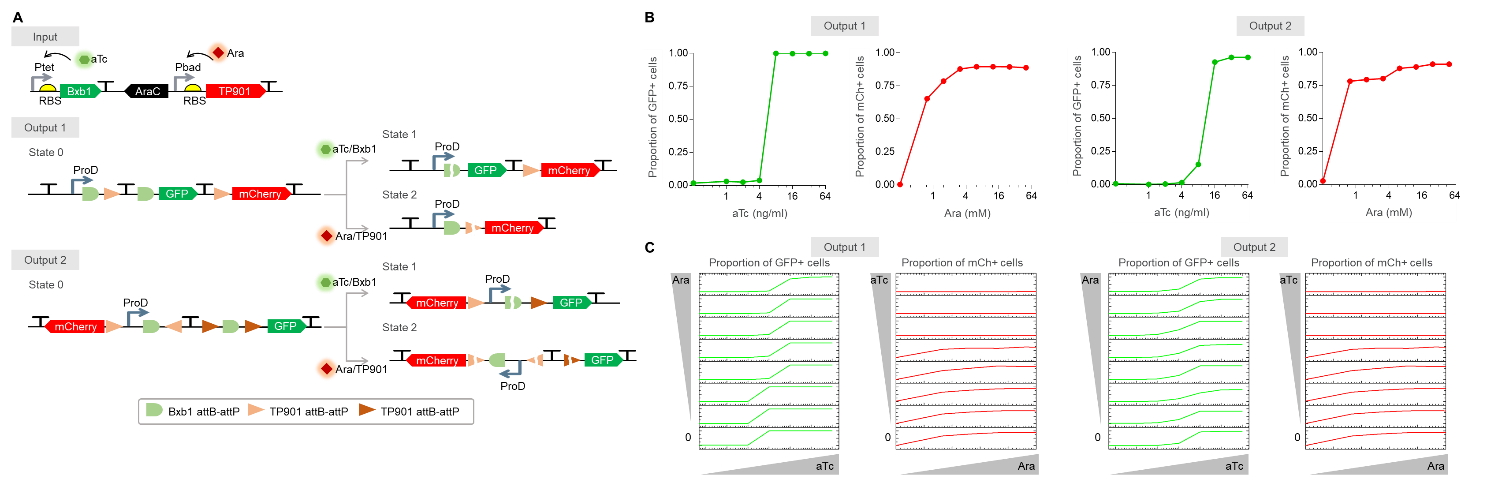 A
Input
aTc
Ara
Ptet
Pbad
Bxb1
AraC
TP901
RBS
RBS
Output 1
State 0
ProD
GFP
mCherry
aTc/Bxb1
State 1
ProD
GFP
mCherry
State 2
Ara/TP901
ProD
mCherry
Output 2
State 0
mCherry
ProD
GFP
aTc/Bxb1
State 1
ProD
mCherry
GFP
State 2
Ara/TP901
mCherry
GFP
ProD
Bxb1 attB-attP
TP901 attB-attP
TP901 attB-attP
B
Output 1
Proportion of GFP+ cells
1.00
0.75
0.50
0.25
0.00
1
4
16
64
aTc (ng/ml)
Proportion of mCh+ cells
1.00
0.75
0.50
0.25
0.00
1
4
16
64
Ara (mM)
Output 2
Proportion of GFP+ cells
1.00
0.75
0.50
0.25
0.00
1
4
16
64
aTc (ng/ml)
Proportion of mCh+ cells
1.00
0.75
0.50
0.25
0.00
1
4
16
64
Ara (mM)
C
Output 1
Proportion of GFP+ cells
Ara
0
aTc
Proportion of mCh+ cells
aTc
0
Ara
Output 2
Proportion of GFP+ cells
Ara
0
aTc
Proportion of mCh+ cells
aTc
0
Ara